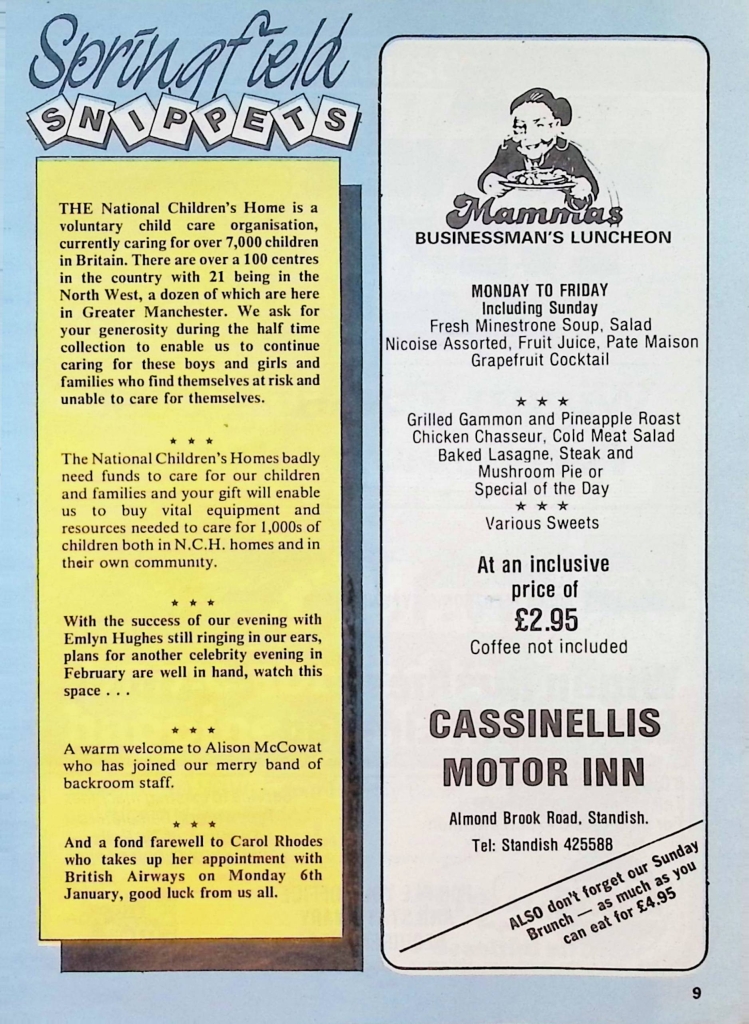 Springfield
SNIPPETS
THE National Children's Home is a
voluntary child care organisation,
currently caring for over 7,000 children
in Britain. There are over a 100 centres
in the country with 21 being in the
North West, a dozen of which are here
in Greater Manchester. We ask for
your generosity during the half time
collection to enable us to continue
caring for these boys and girls and
families who find themselves at risk and
unable to care for themselves.
★ ★ ★
The National Children's Homes badly
need funds to care for our children
and families and your gift will enable
us to buy vital equipment and
resources needed to care for 1,000s of
children both in N.C.H. homes and in
their own community.
★ ★ ★
With the success of our evening with
Emlyn Hughes still ringing in our ears,
plans for another celebrity evening in
February are well in hand, watch this
space . . .
★ ★ ★
A warm welcome to Alison McCowat
who has joined our merry band of
backroom staff.
★ ★ ★
And a fond farewell to Carol Rhodes
who takes up her appointment with
British Airways on Monday 6th
January, good luck from us all.
Mammas
BUSINESSMAN'S LUNCHEON
MONDAY TO FRIDAY
Including Sunday
Fresh Minestrone Soup, Salad
Nicoise Assorted, Fruit Juice, Pate Maison
Grapefruit Cocktail
★ ★ ★
Grilled Gammon and Pineapple Roast
Chicken Chasseur, Cold Meat Salad
Baked Lasagne, Steak and
Mushroom Pie or
Special of the Day
★ ★ ★
Various Sweets
At an inclusive
price of
£2.95
Coffee not included
CASSINELLIS
MOTOR INN
Almond Brook Road, Standish.
Tel: Standish 425588
ALSO don't forget our Sunday
Brunch — as much as you
can eat for £4.95
9